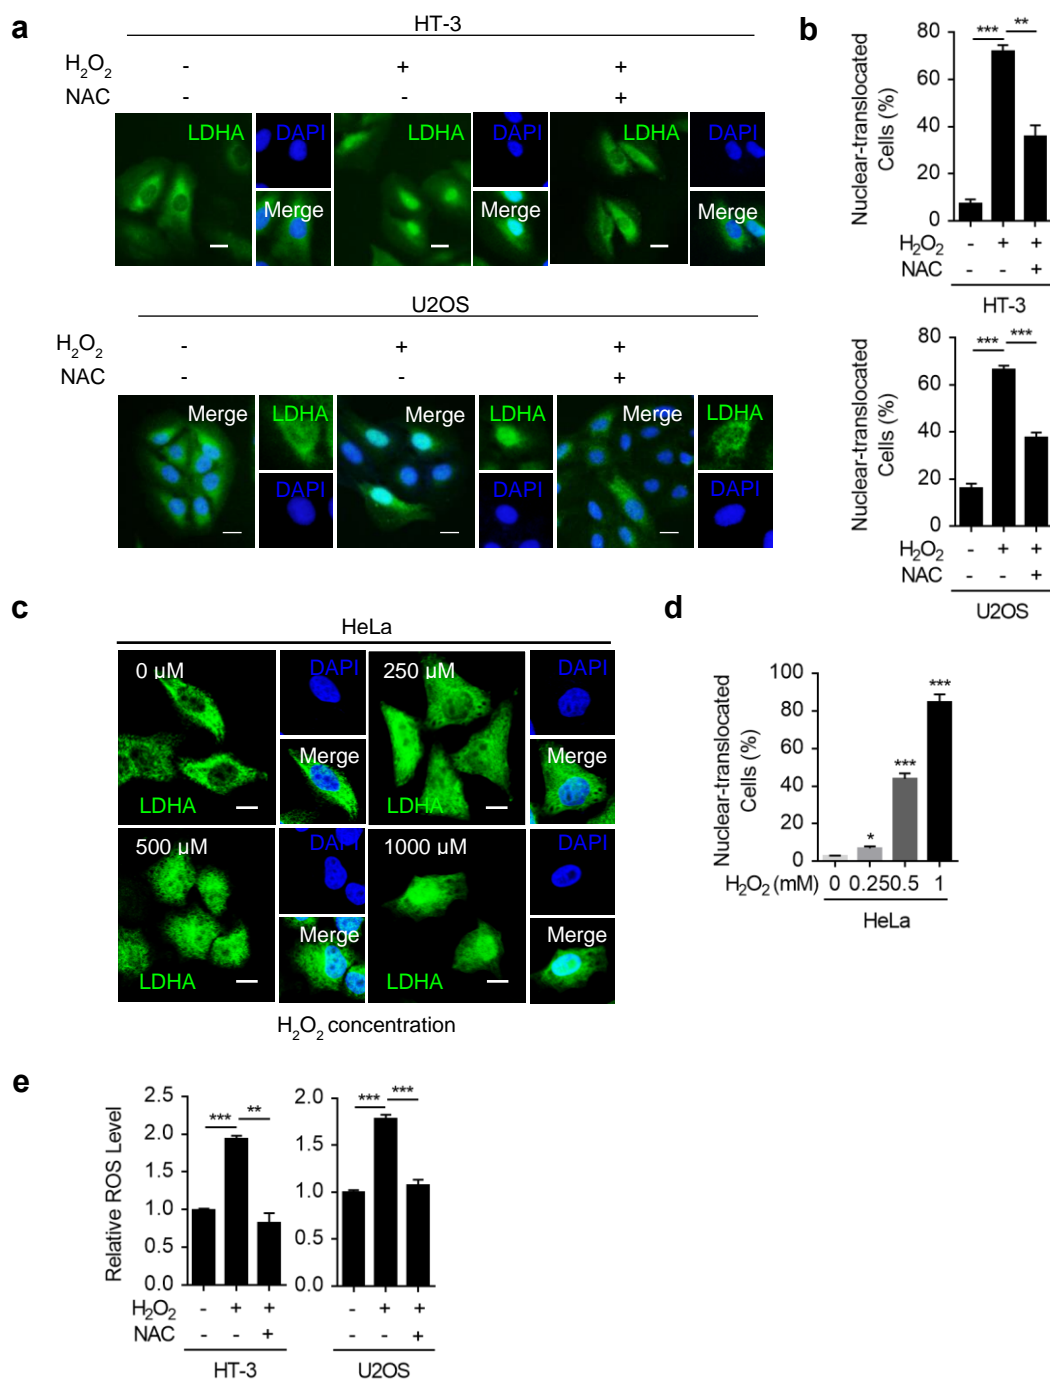 a
HT-3
H₂O₂ - + +
NAC - - +
LDHA DAPI LDHA DAPI LDHA DAPI
Merge Merge Merge
U2OS
H₂O₂ - + +
NAC - - +
Merge LDHA Merge LDHA Merge LDHA
DAPI DAPI DAPI
b
Nuclear-translocated
Cells (%)
80
60
40
20
0
*** **
H₂O₂ - + +
NAC - - +
HT-3
Nuclear-translocated
Cells (%)
80
60
40
20
0
*** ***
H₂O₂ - + +
NAC - - +
U2OS
c
HeLa
0 μM DAPI 250 μM DAPI
Merge Merge
LDHA LDHA
500 μM DAPI 1000 μM DAPI
Merge Merge
LDHA LDHA
H₂O₂ concentration
d
Nuclear-translocated
Cells (%)
100
80
60
40
20
0
* *** ***
H₂O₂ (mM) 0 0.25 0.5 1
HeLa
e
Relative ROS Level
2.5
2.0
1.5
1.0
0.5
0.0
*** **
H₂O₂ - + +
NAC - - +
HT-3
2.0
1.5
1.0
0.5
0.0
*** ***
- + +
- - +
U2OS